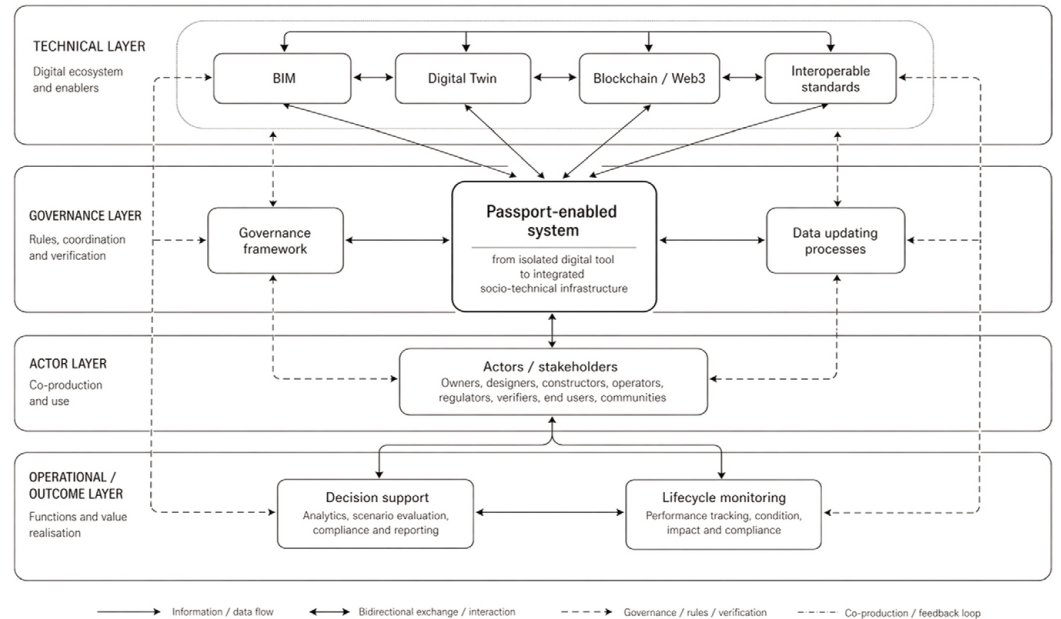 TECHNICAL LAYER
Digital ecosystem
and enablers
BIM
Digital Twin
Blockchain / Web3
Interoperable
standards
GOVERNANCE LAYER
Rules, coordination
and verification
Governance
framework
Passport-enabled
system
from isolated digital tool
to integrated
socio-technical infrastructure
Data updating
processes
ACTOR LAYER
Co-production
and use
Actors / stakeholders
Owners, designers, constructors, operators,
regulators, verifiers, end users, communities
OPERATIONAL /
OUTCOME LAYER
Functions and value
realisation
Decision support
Analytics, scenario evaluation,
compliance and reporting
Lifecycle monitoring
Performance tracking, condition,
impact and compliance
Information / data flow
Bidirectional exchange / interaction
Governance / rules / verification
Co-production / feedback loop